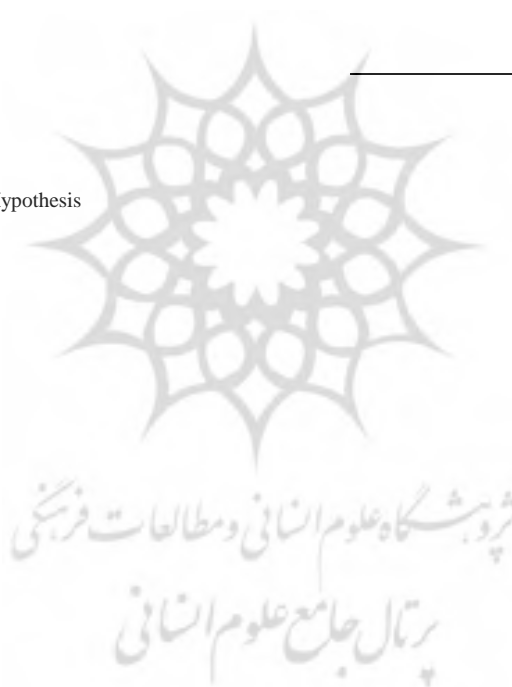 ypothesis
پژوهشگاه علوم انسانی و مطالعات فرهنگی
پرتال جامع علوم انسانی